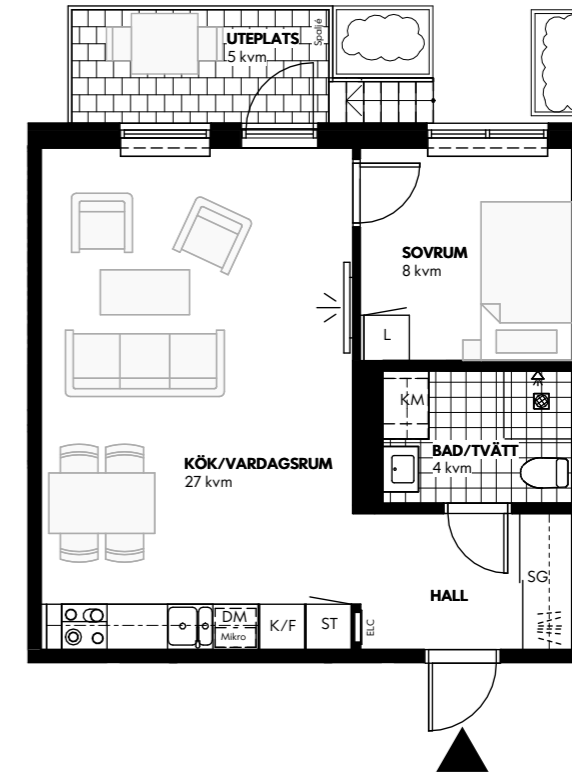 UTEPLATS
5 kvm
Spaljé
SOVRUM
8 kvm
L
KM
BAD/TVÄTT
4 kvm
KÖK/VARDAGSRUM
27 kvm
SG
HALL
DM
Mikro
K/F
ST
ELC